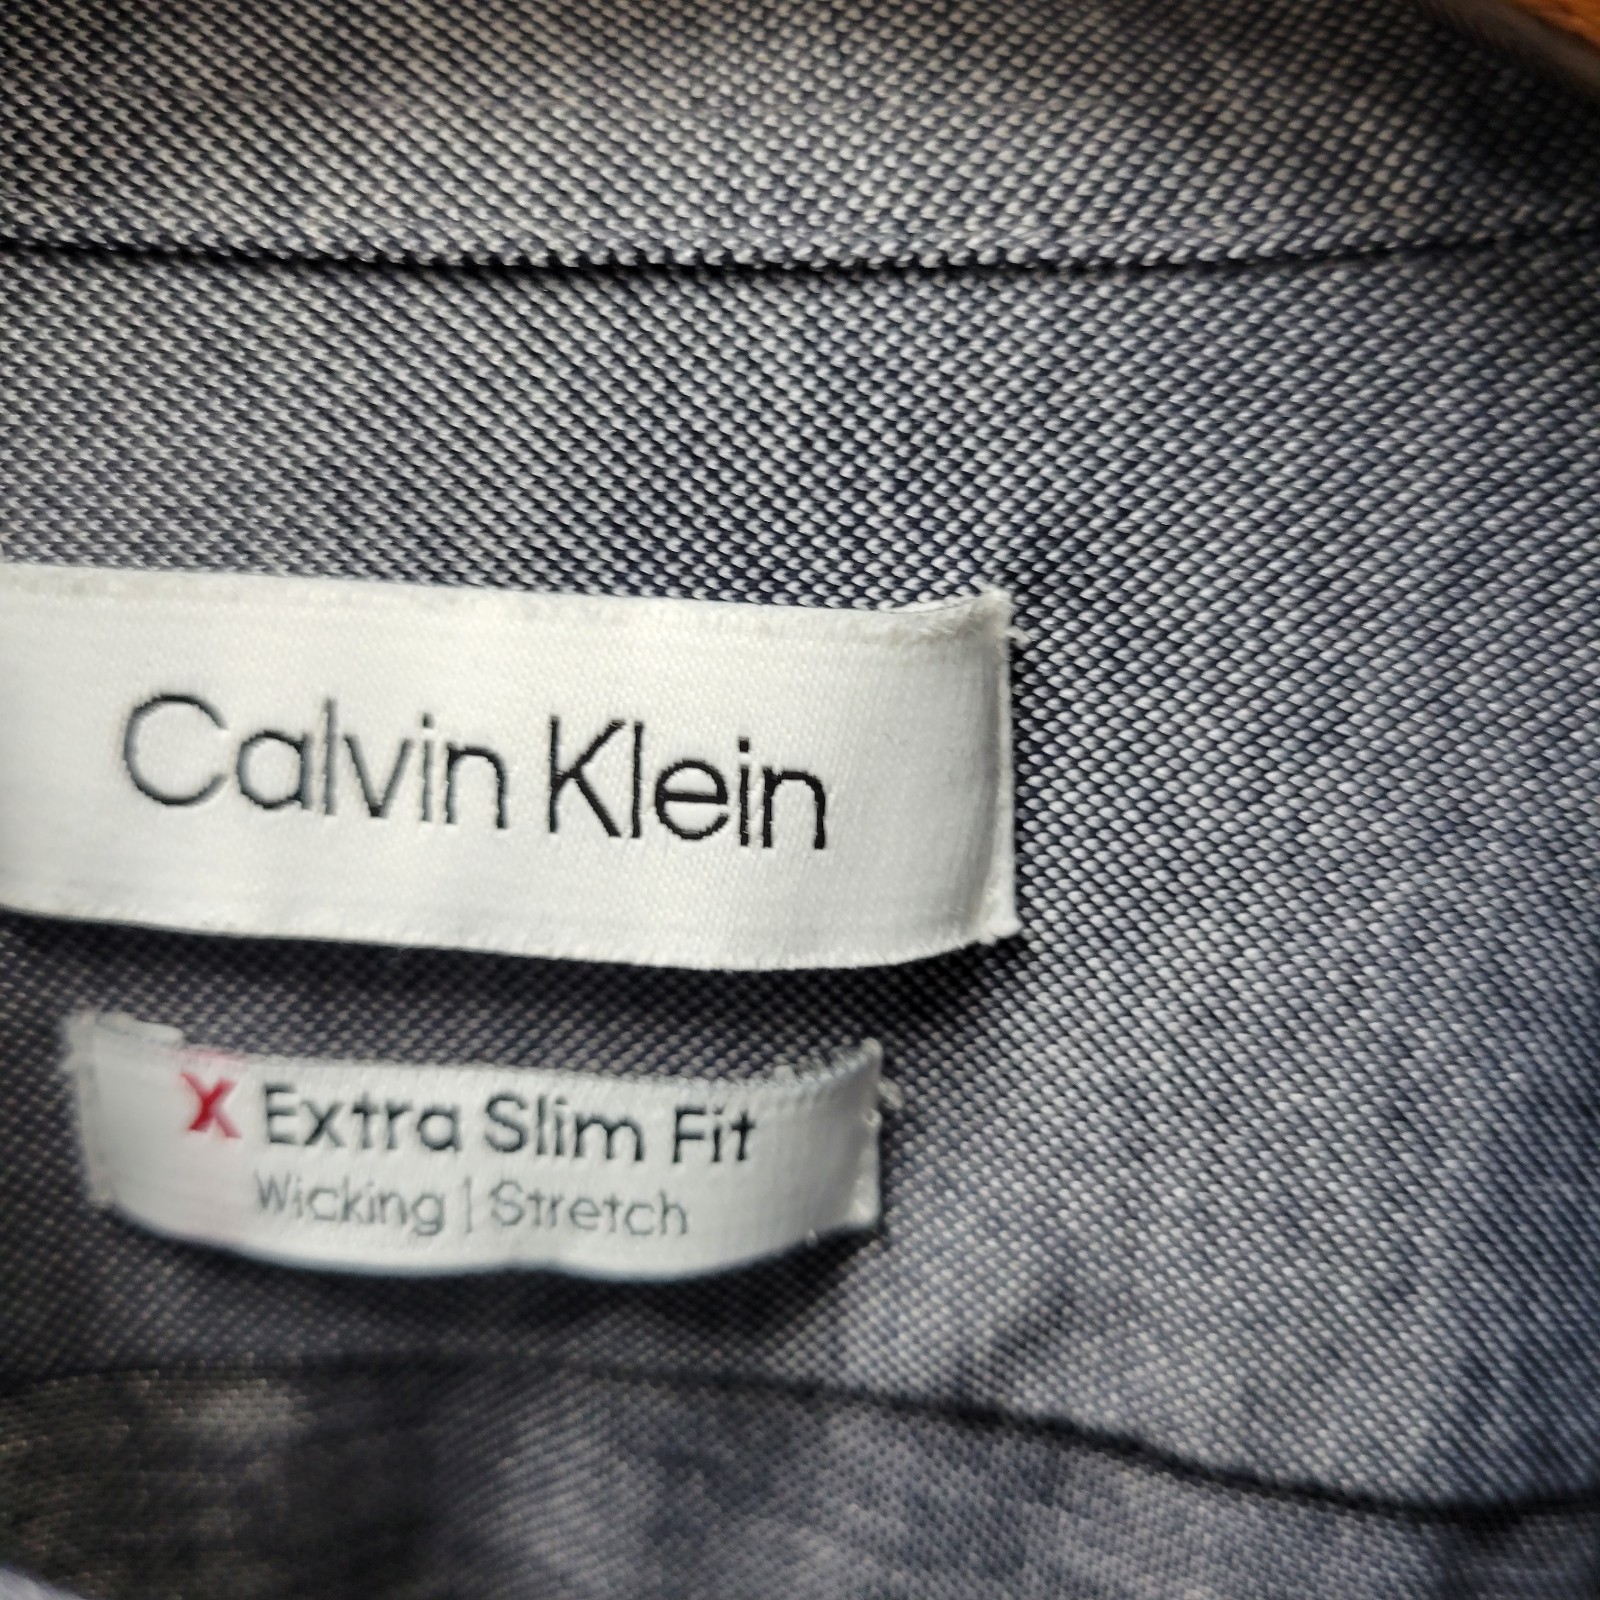 Calvin Klein
X Extra Slim Fit
Wicking | Stretch